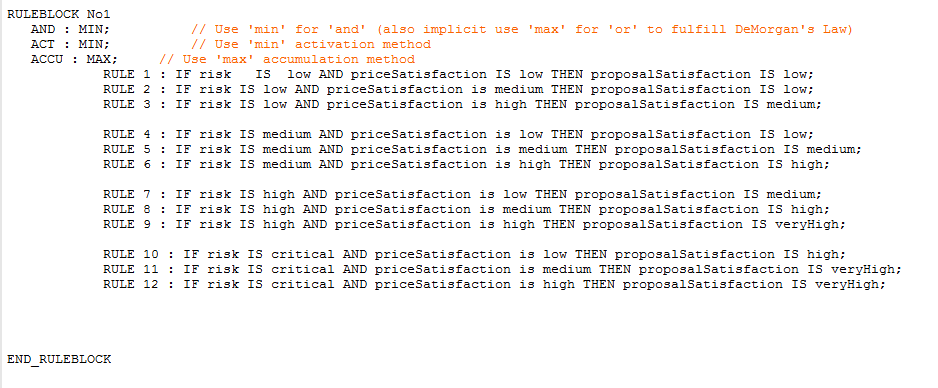 RULEBLOCK No1
AND : MIN; // Use 'min' for 'and' (also implicit use 'max' for 'or' to fulfill DeMorgan's Law)
ACT : MIN; // Use 'min' activation method
ACCU : MAX; // Use 'max' accumulation method
RULE 1 : IF risk IS low AND priceSatisfaction IS low THEN proposalSatisfaction IS low;
RULE 2 : IF risk IS low AND priceSatisfaction is medium THEN proposalSatisfaction IS low;
RULE 3 : IF risk IS low AND priceSatisfaction is high THEN proposalSatisfaction IS medium;
RULE 4 : IF risk IS medium AND priceSatisfaction is low THEN proposalSatisfaction IS low;
RULE 5 : IF risk IS medium AND priceSatisfaction is medium THEN proposalSatisfaction IS medium;
RULE 6 : IF risk IS medium AND priceSatisfaction is high THEN proposalSatisfaction IS high;
RULE 7 : IF risk IS high AND priceSatisfaction is low THEN proposalSatisfaction IS medium;
RULE 8 : IF risk IS high AND priceSatisfaction is medium THEN proposalSatisfaction IS high;
RULE 9 : IF risk IS high AND priceSatisfaction is high THEN proposalSatisfaction IS veryHigh;
RULE 10 : IF risk IS critical AND priceSatisfaction is low THEN proposalSatisfaction IS high;
RULE 11 : IF risk IS critical AND priceSatisfaction is medium THEN proposalSatisfaction IS veryHigh;
RULE 12 : IF risk IS critical AND priceSatisfaction is high THEN proposalSatisfaction IS veryHigh;
END_RULEBLOCK